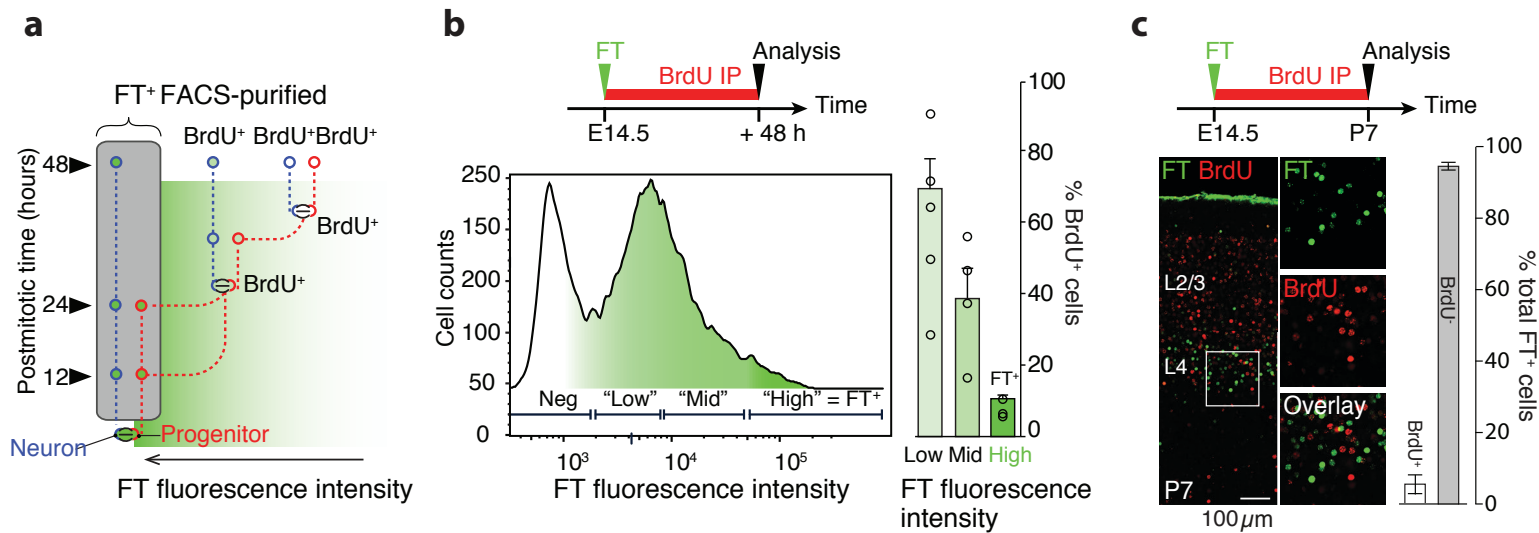 a
FT⁺ FACS-purified
BrdU⁺ BrdU⁺BrdU⁺
Postmitotic time (hours)
48
24
12
BrdU⁺
BrdU⁺
Neuron
Progenitor
FT fluorescence intensity
b
FT
Analysis
BrdU IP
Time
E14.5
+ 48 h
Cell counts
250
150
200
100
50
0
Neg
“Low”
“Mid”
“High” = FT⁺
10³
10⁴
10⁵
FT fluorescence intensity
100
80
60
40
20
0
% BrdU⁺ cells
FT⁺
Low Mid High
FT fluorescence
intensity
c
FT
Analysis
BrdU IP
Time
E14.5
P7
FT BrdU
L2/3
L4
P7
100 µm
FT
BrdU
Overlay
BrdU⁺
BrdU⁻
100
80
60
40
20
0
% total FT⁺ cells